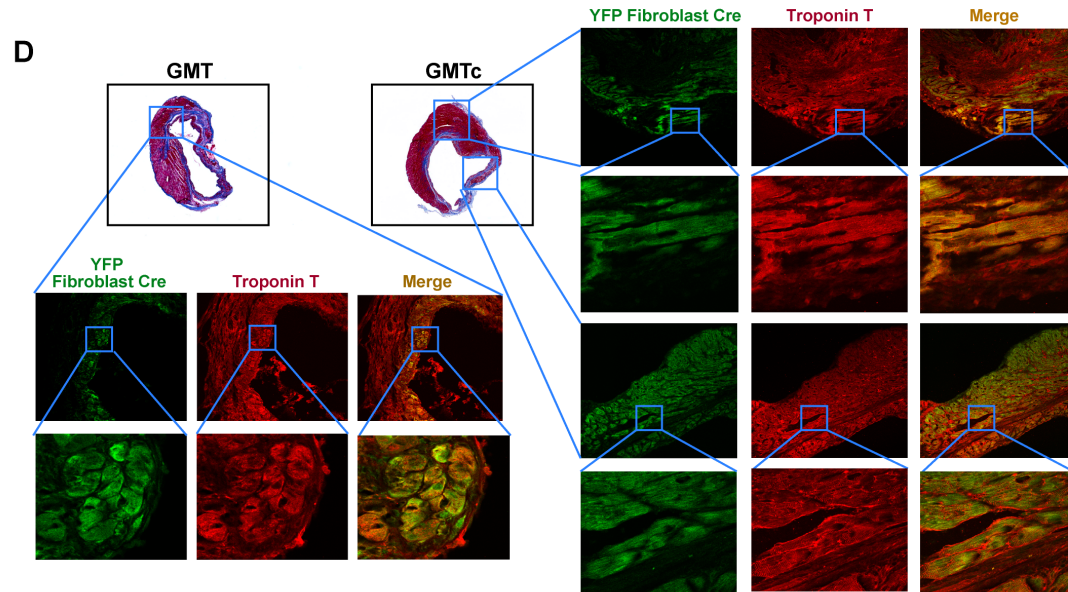 D
GMT
GMTc
YFP Fibroblast Cre
Troponin T
Merge
YFP
Fibroblast Cre
Troponin T
Merge